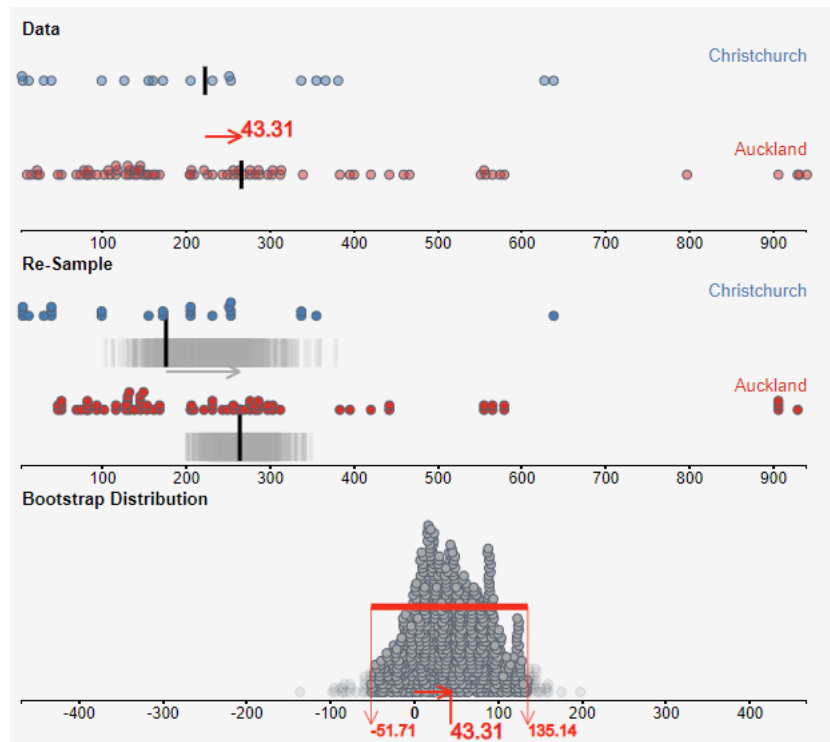 Data
Christchurch
43.31
Auckland
100 200 300 400 500 600 700 800 900
Re-Sample
Christchurch
Auckland
100 200 300 400 500 600 700 800 900
Bootstrap Distribution
-400 -300 -200 -100 0 100 200 300 400
-51.71 43.31 135.14